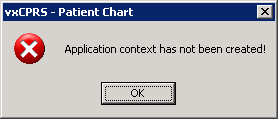 vxCPRS - Patient Chart
Application context has not been created!
OK